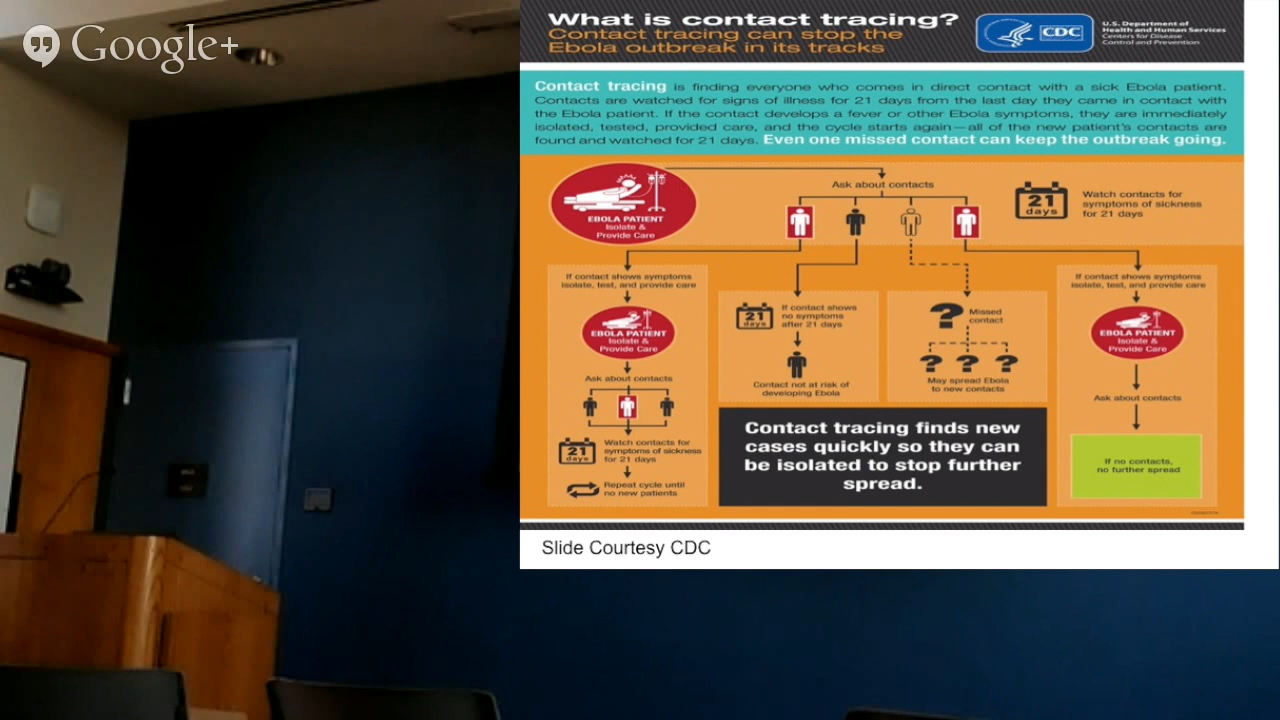 Google+
What is contact tracing?
Contact tracing can stop the
Ebola outbreak in its tracks
CDC
U.S. Department of
Health and Human Services
Centers for Disease
Control and Prevention
Contact tracing is finding everyone who comes in direct contact with a sick Ebola patient.
Contacts are watched for signs of illness for 21 days from the last day they came in contact with
the Ebola patient. If the contact develops a fever or other Ebola symptoms, they are immediately
isolated, tested, provided care, and the cycle starts again—all of the new patient's contacts are
found and watched for 21 days. Even one missed contact can keep the outbreak going.
EBOLA PATIENT
Isolate &
Provide Care
Ask about contacts
21
days
Watch contacts for
symptoms of sickness
for 21 days
If contact shows symptoms
isolate, test, and provide care
EBOLA PATIENT
Isolate &
Provide Care
Ask about contacts
21
days
Watch contacts for
symptoms of sickness
for 21 days
Repeat cycle until
no new patients
21
days
If contact shows
no symptoms
after 21 days
Contact not at risk of
developing Ebola
?
Missed
contact
? ? ?
May spread Ebola
to new contacts
Contact tracing finds new
cases quickly so they can
be isolated to stop further
spread.
If contact shows symptoms
isolate, test, and provide care
EBOLA PATIENT
Isolate &
Provide Care
Ask about contacts
If no contacts,
no further spread
Slide Courtesy CDC